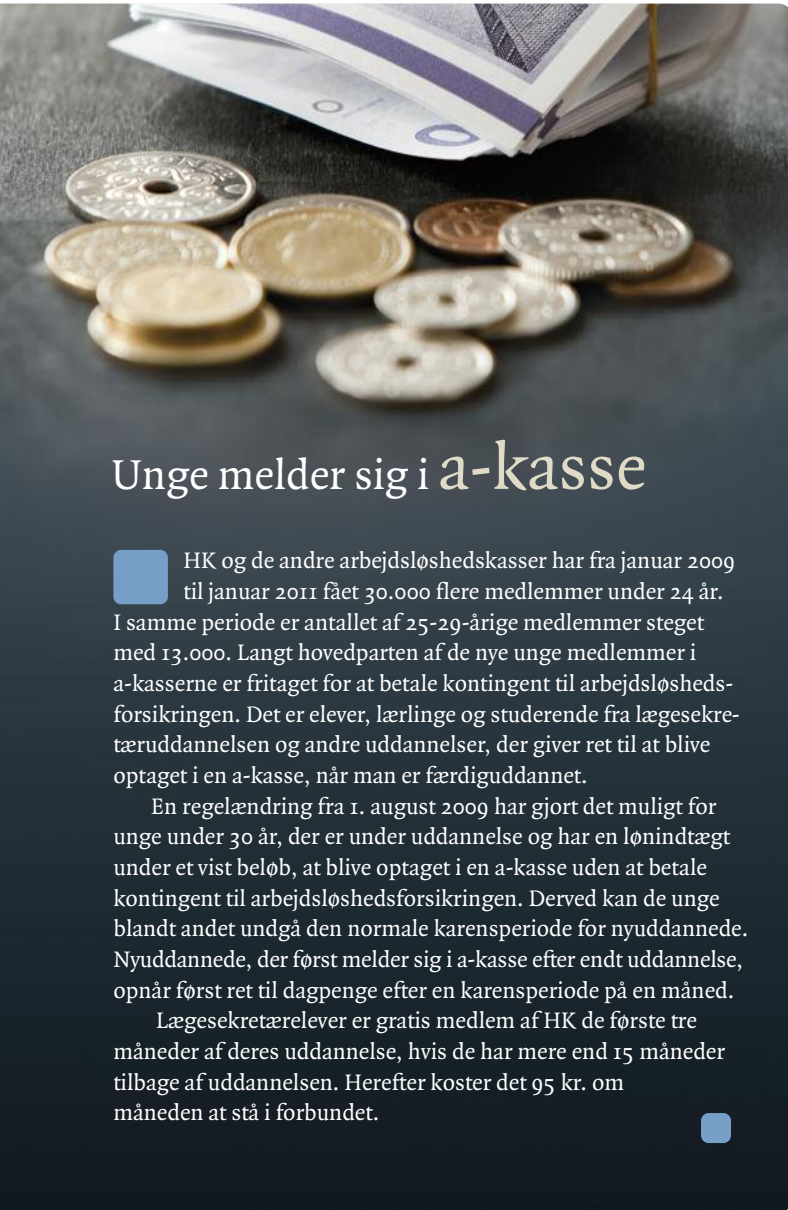 Unge melder sig i a-kasse
HK og de andre arbejdsløshedskasser har fra januar 2009
til januar 2011 fået 30.000 flere medlemmer under 24 år.
I samme periode er antallet af 25-29-årige medlemmer steget
med 13.000. Langt hovedparten af de nye unge medlemmer i
a-kasserne er fritaget for at betale kontingent til arbejdsløsheds-
forsikringen. Det er elever, lærlinge og studerende fra lægesekre-
tæruddannelsen og andre uddannelser, der giver ret til at blive
optaget i en a-kasse, når man er færdiguddannet.
En regelændring fra 1. august 2009 har gjort det muligt for
unge under 30 år, der er under uddannelse og har en lønindtægt
under et vist beløb, at blive optaget i en a-kasse uden at betale
kontingent til arbejdsløshedsforsikringen. Derved kan de unge
blandt andet undgå den normale karensperiode for nyuddannede.
Nyuddannede, der først melder sig i a-kasse efter endt uddannelse,
opnår først ret til dagpenge efter en karensperiode på en måned.
Lægesekretærelever er gratis medlem af HK de første tre
måneder af deres uddannelse, hvis de har mere end 15 måneder
tilbage af uddannelsen. Herefter koster det 95 kr. om
måneden at stå i forbundet.